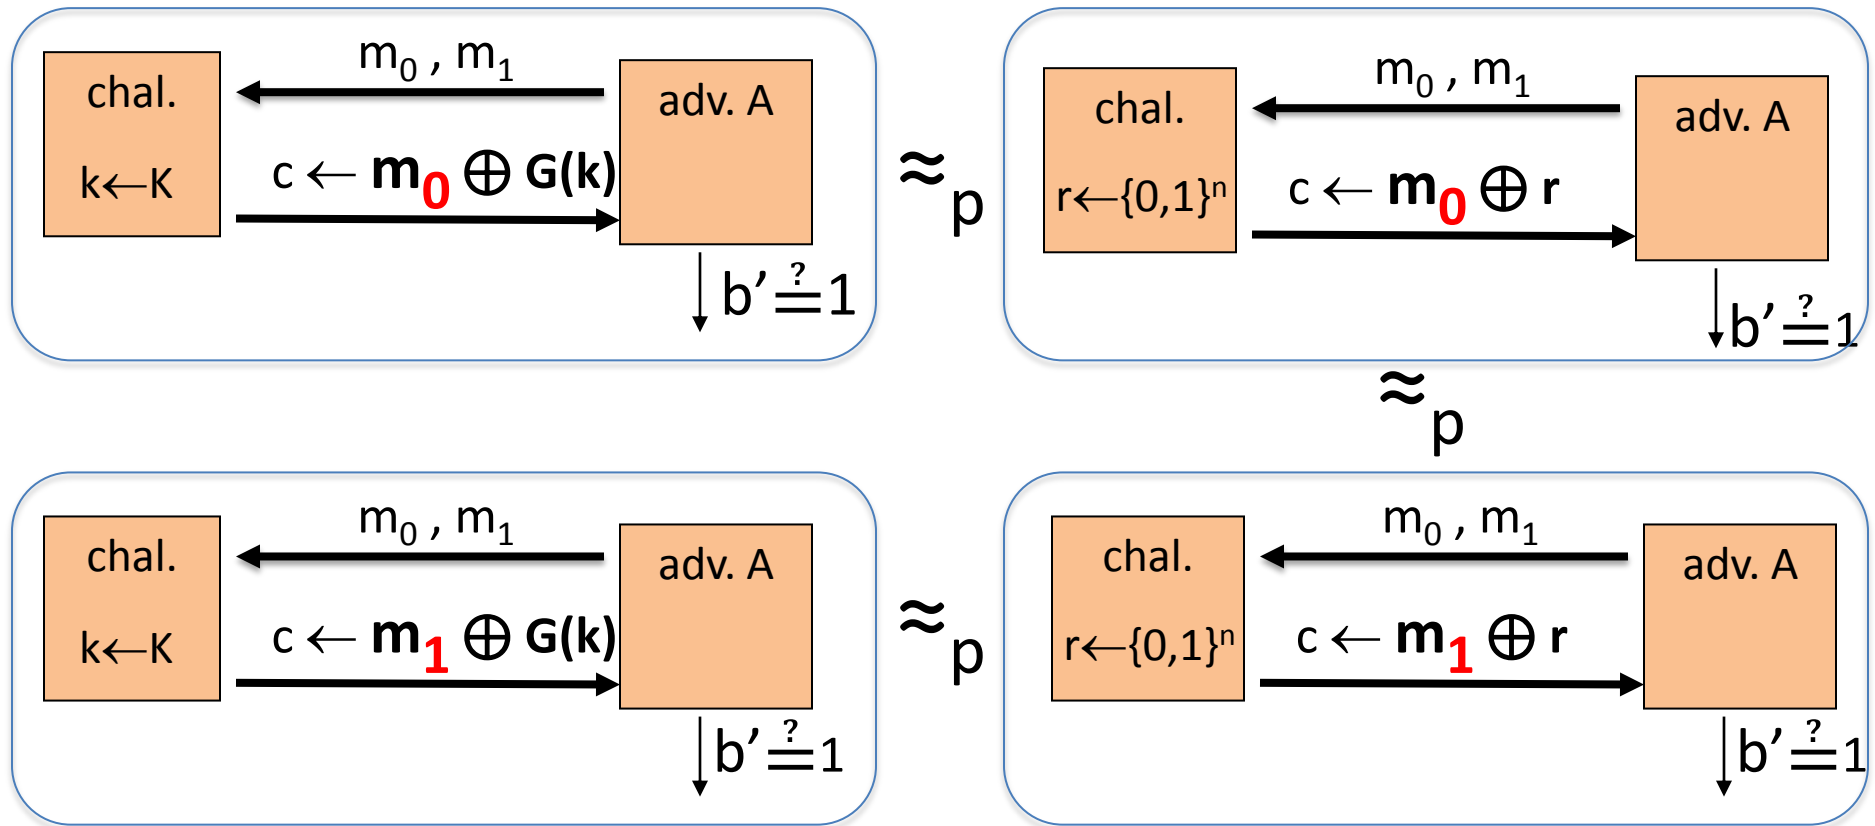 m₀ , m₁
chal.
adv. A
k←K
c ← m₀ ⊕ G(k)
b′ ≟ 1
≈p
m₀ , m₁
chal.
adv. A
r←{0,1}ⁿ
c ← m₀ ⊕ r
b′ ≟ 1
≈p
m₀ , m₁
chal.
adv. A
k←K
c ← m₁ ⊕ G(k)
b′ ≟ 1
≈p
m₀ , m₁
chal.
adv. A
r←{0,1}ⁿ
c ← m₁ ⊕ r
b′ ≟ 1